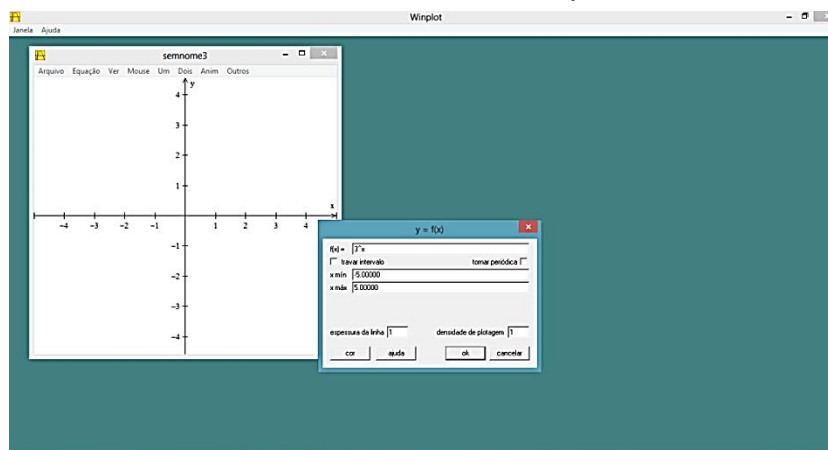 Winplot
Janela Ajuda
semnome3
Arquivo Equação Ver Mouse Um Dois Anim Outros
y
4
3
2
1
x
-4 -3 -2 -1 1 2 3 4
-1
-2
-3
-4
y = f(x)
f(x) = 3^x
travar intervalo tornar periódica
x mín -5.00000
x máx 5.00000
espessura da linha 1 densidade de plotagem 1
cor ajuda ok cancelar